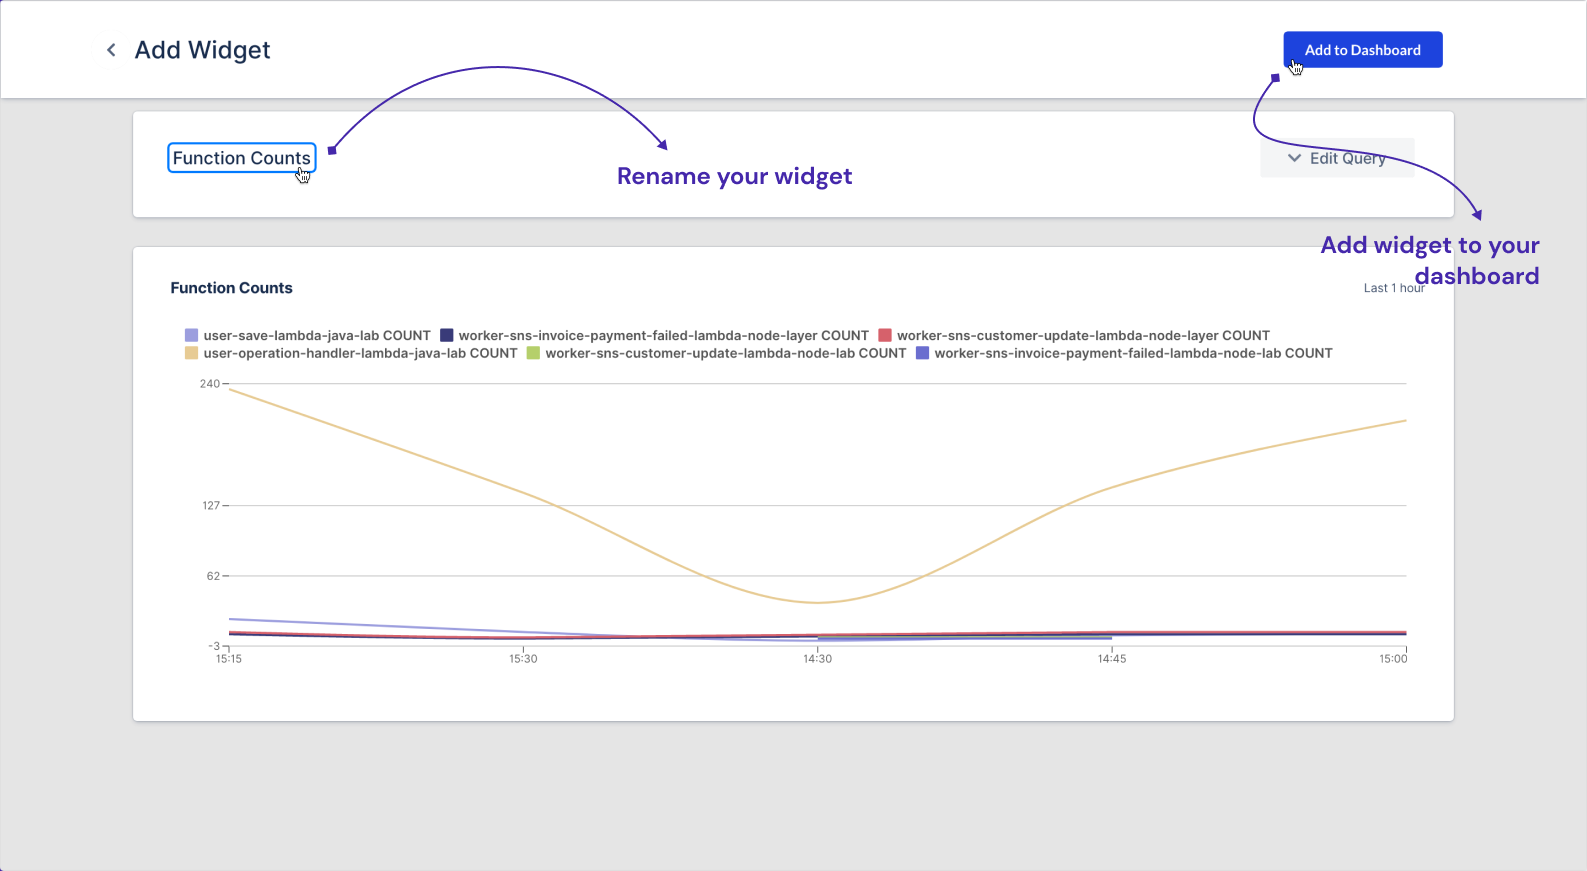 Add Widget
Add to Dashboard
Function Counts
Rename your widget
Edit Query
Add widget to your
dashboard
Function Counts
Last 1 hour
user-save-lambda-java-lab COUNT worker-sns-invoice-payment-failed-lambda-node-layer COUNT worker-sns-customer-update-lambda-node-layer COUNT
user-operation-handler-lambda-java-lab COUNT worker-sns-customer-update-lambda-node-lab COUNT worker-sns-invoice-payment-failed-lambda-node-lab COUNT
240
127
62
-3
15:15 15:30 14:30 14:45 15:00